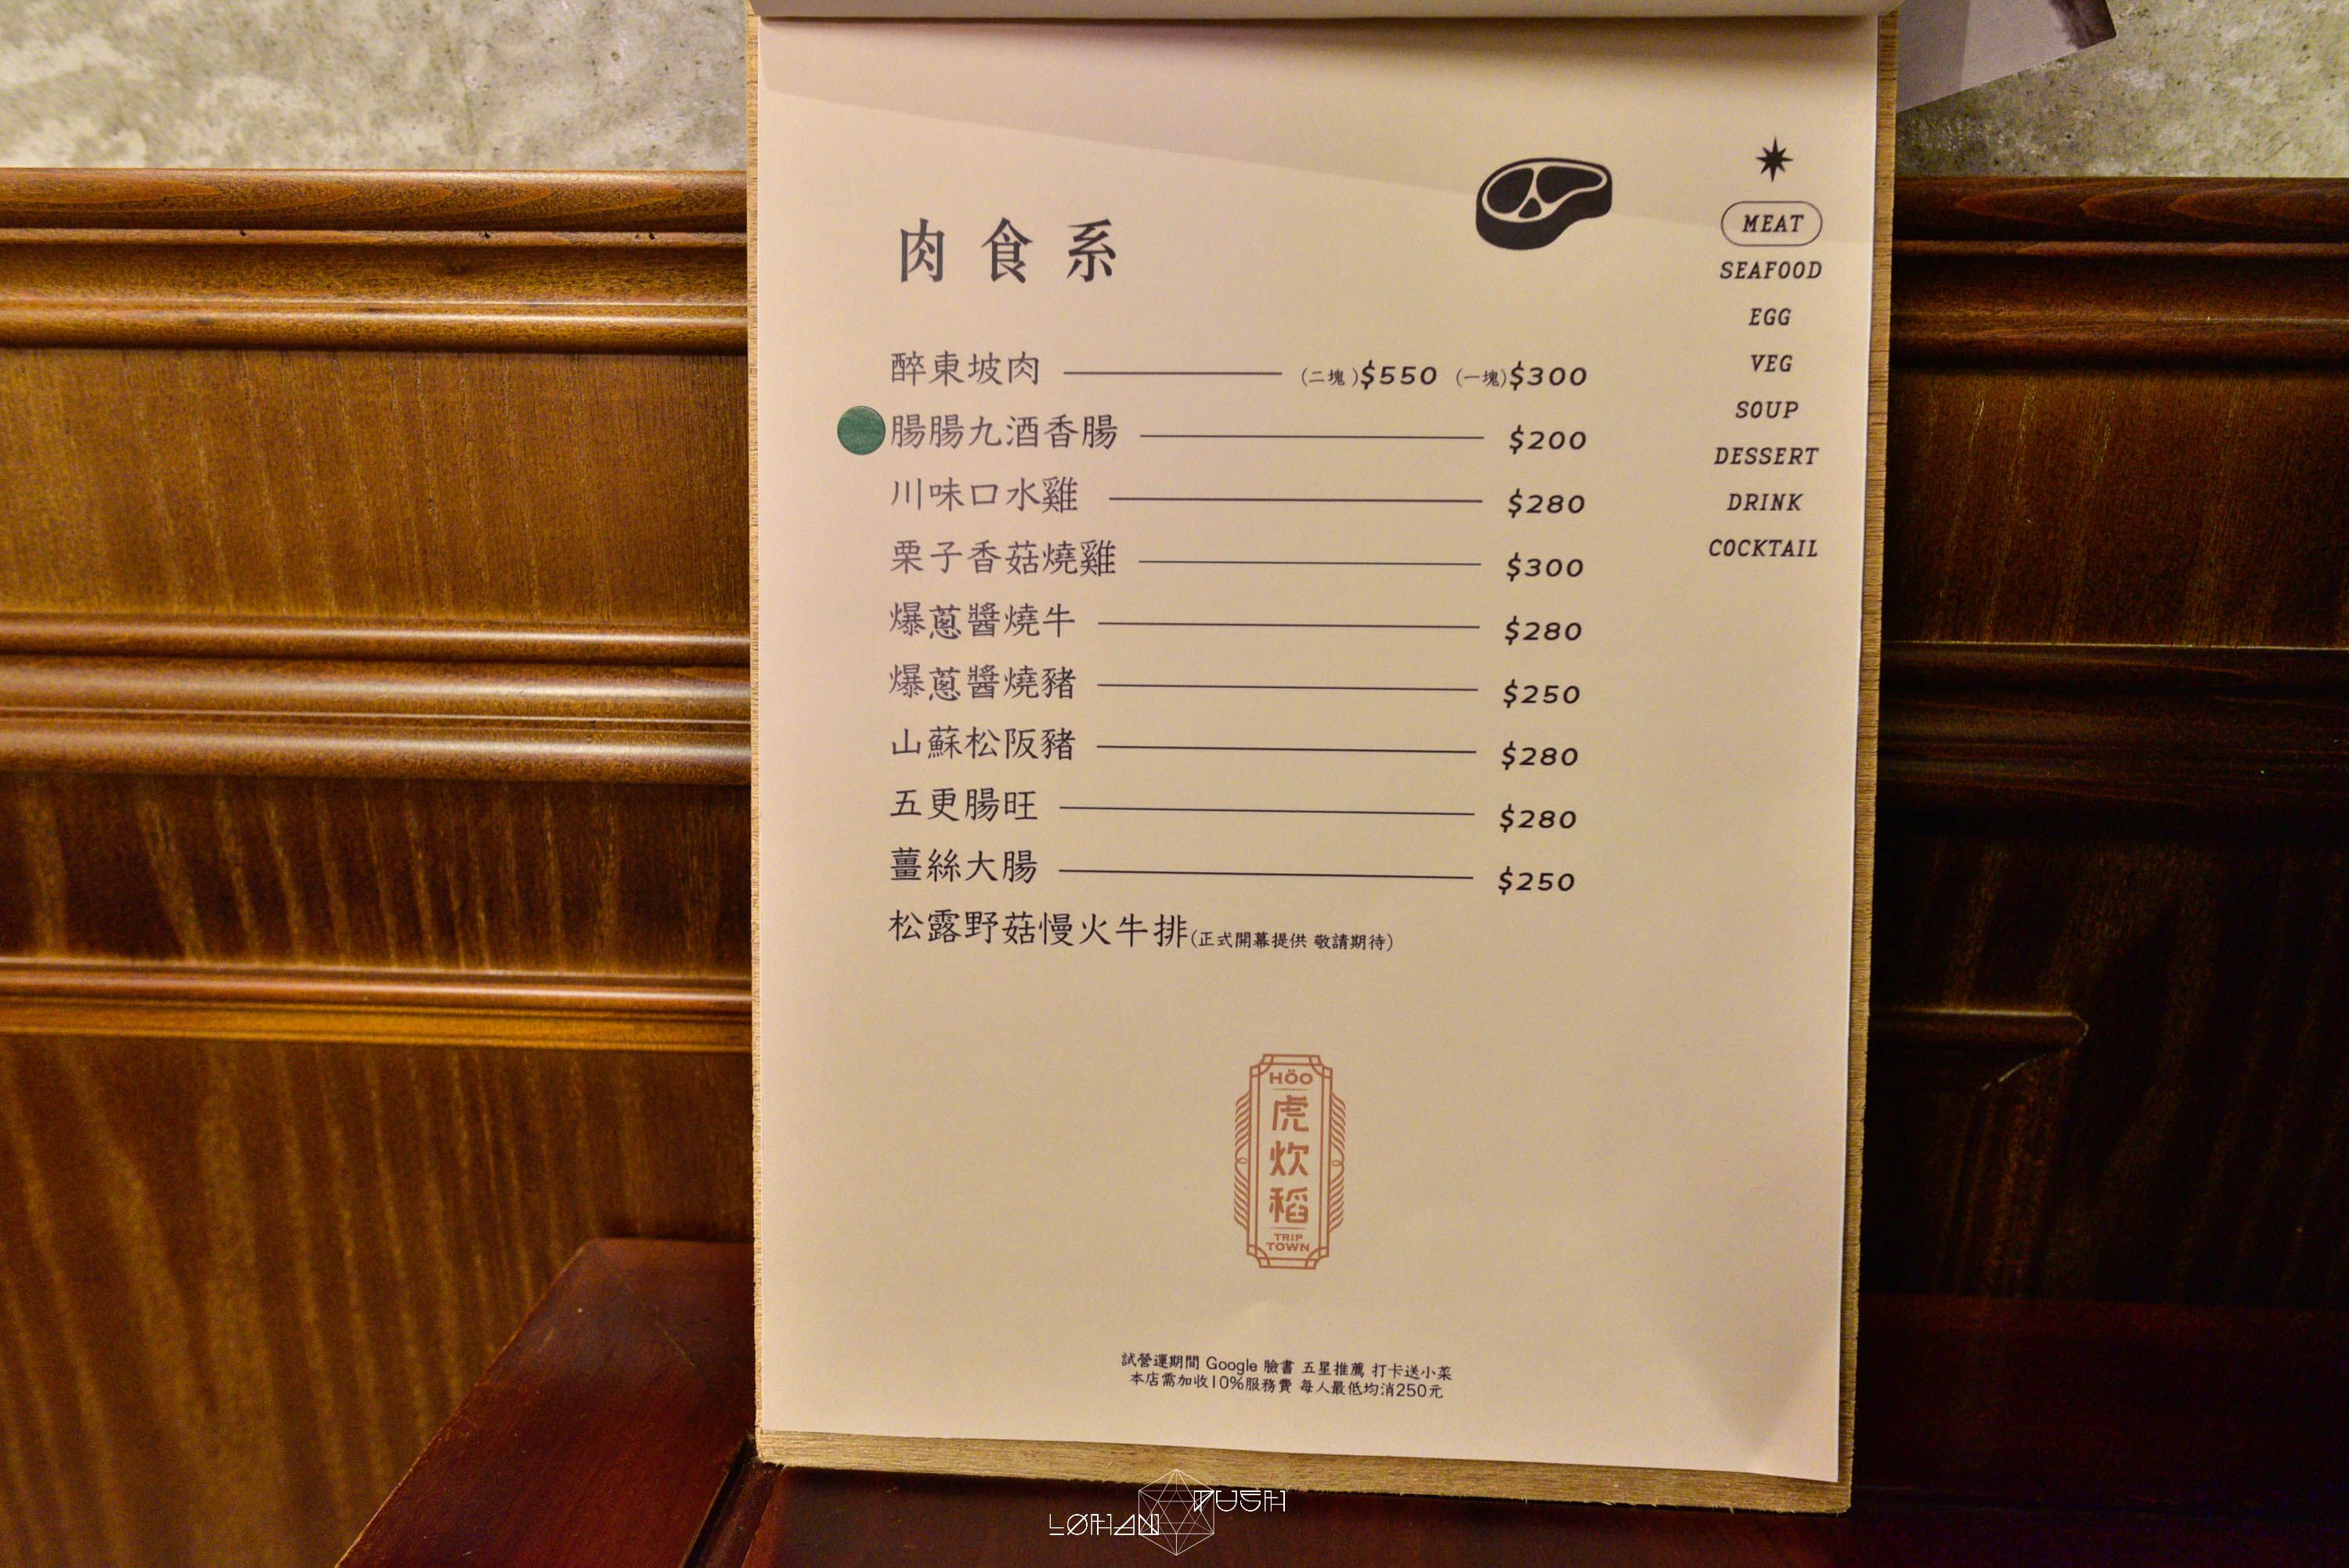 肉食系
醉東坡肉 (二塊)$550 (一塊)$300
腸腸九酒香腸 $200
川味口水雞 $280
栗子香菇燒雞 $300
爆蔥醬燒牛 $280
爆蔥醬燒豬 $250
山蘇松阪豬 $280
五更腸旺 $280
薑絲大腸 $250
松露野菇慢火牛排(正式開幕提供 敬請期待)
MEAT
SEAFOOD
EGG
VEG
SOUP
DESSERT
DRINK
COCKTAIL
HÖO
虎
炊
稻
TRIP
TOWN
試營運期間 Google 臉書 五星推薦 打卡送小菜
本店需加收10%服務費 每人最低均消250元
PUSH
LØHAN